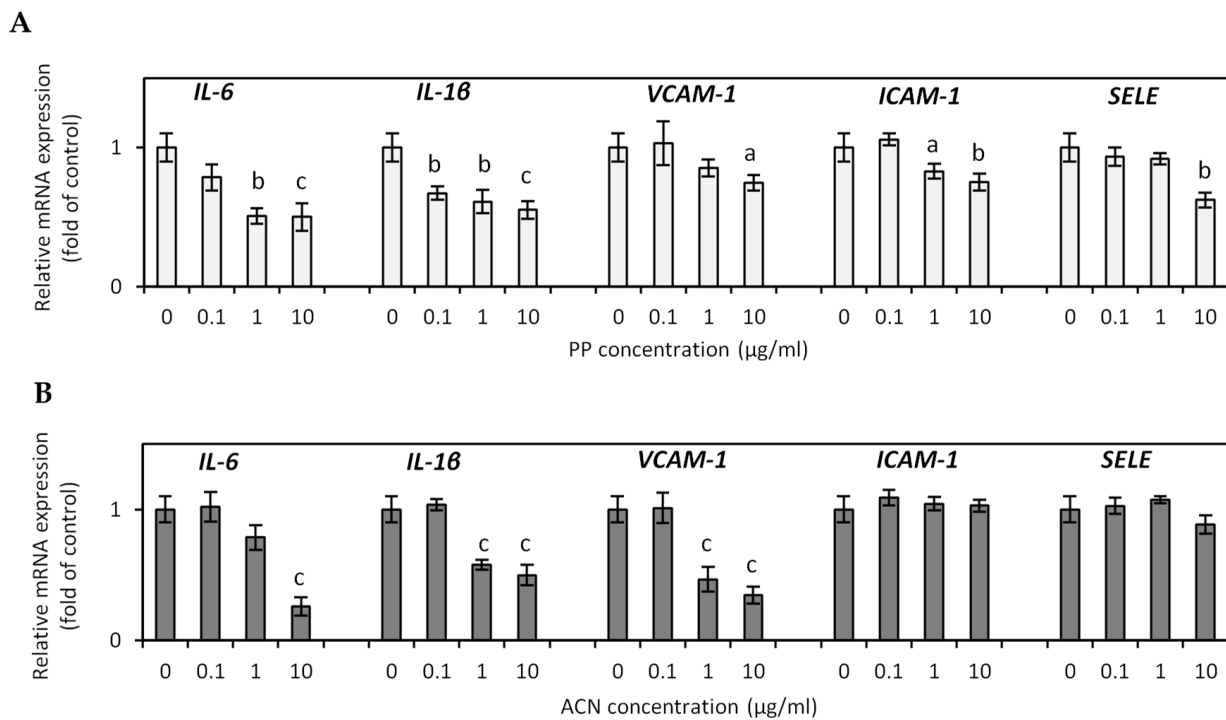 A
IL-6 IL-1β VCAM-1 ICAM-1 SELE
Relative mRNA expression
(fold of control)
1
b c b b c a a b b
0
0 0.1 1 10 0 0.1 1 10 0 0.1 1 10 0 0.1 1 10 0 0.1 1 10
PP concentration (µg/ml)
B
IL-6 IL-1β VCAM-1 ICAM-1 SELE
Relative mRNA expression
(fold of control)
1
c c c c c
0
0 0.1 1 10 0 0.1 1 10 0 0.1 1 10 0 0.1 1 10 0 0.1 1 10
ACN concentration (µg/ml)